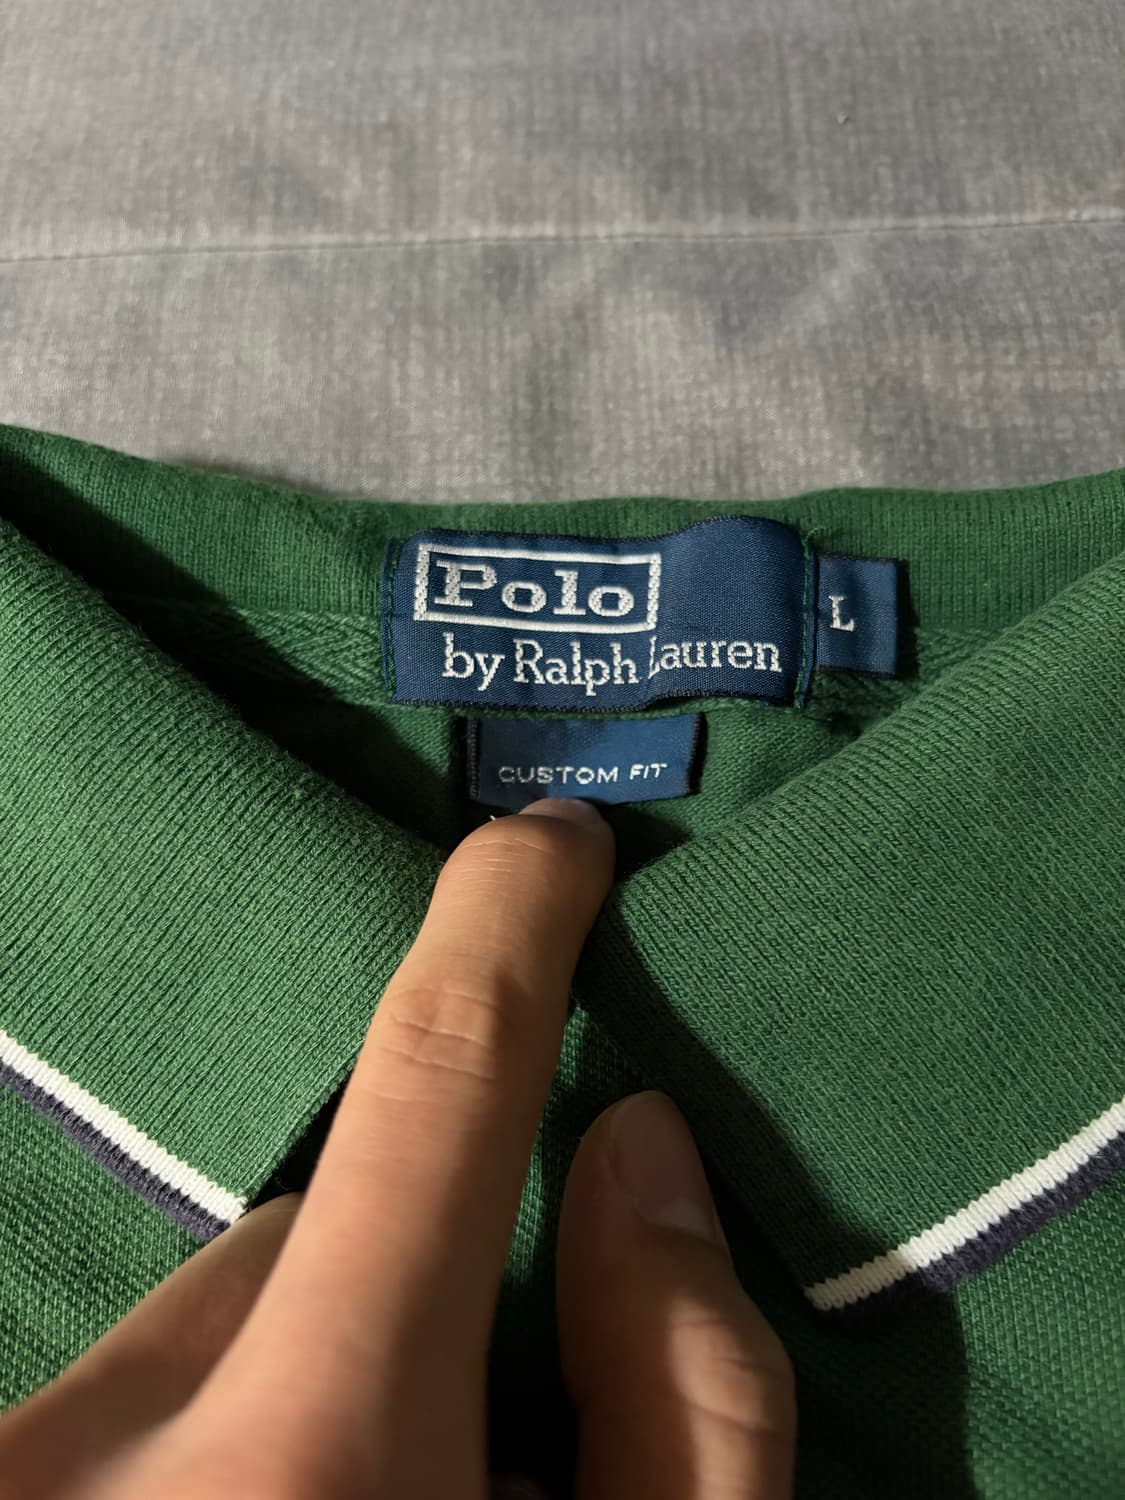 Polo
by Ralph Lauren
L
CUSTOM FIT